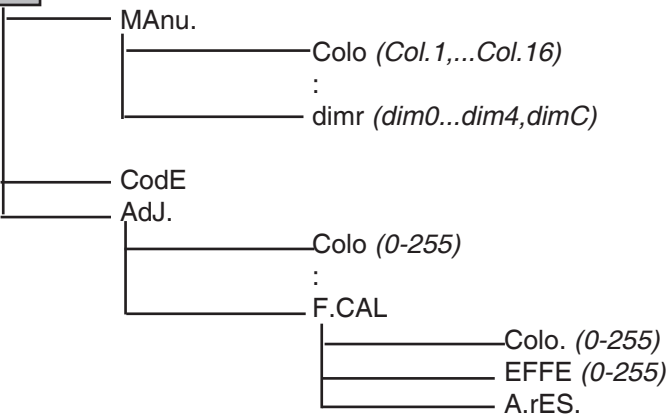 MAnu.
Colo (Col.1,...Col.16)
:
dimr (dim0...dim4,dimC)
CodE
AdJ.
Colo (0-255)
:
F.CAL
Colo. (0-255)
EFFE (0-255)
A.rES.